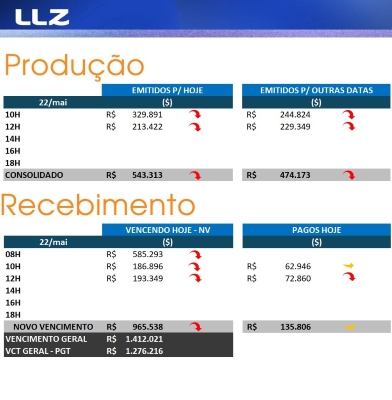 LLZ
Produção
EMITIDOS P/ HOJE EMITIDOS P/ OUTRAS DATAS
22/mai ($) ($)
10H R$ 329.891 R$ 244.824
12H R$ 213.422 R$ 229.349
14H
16H
18H
CONSOLIDADO R$ 543.313 R$ 474.173
Recebimento
VENCENDO HOJE - NV PAGOS HOJE
22/mai ($) ($)
08H R$ 585.293
10H R$ 186.896 R$ 62.946
12H R$ 193.349 R$ 72.860
14H
16H
18H
NOVO VENCIMENTO R$ 965.538 R$ 135.806
VENCIMENTO GERAL R$ 1.412.021
VCT GERAL - PGT R$ 1.276.216